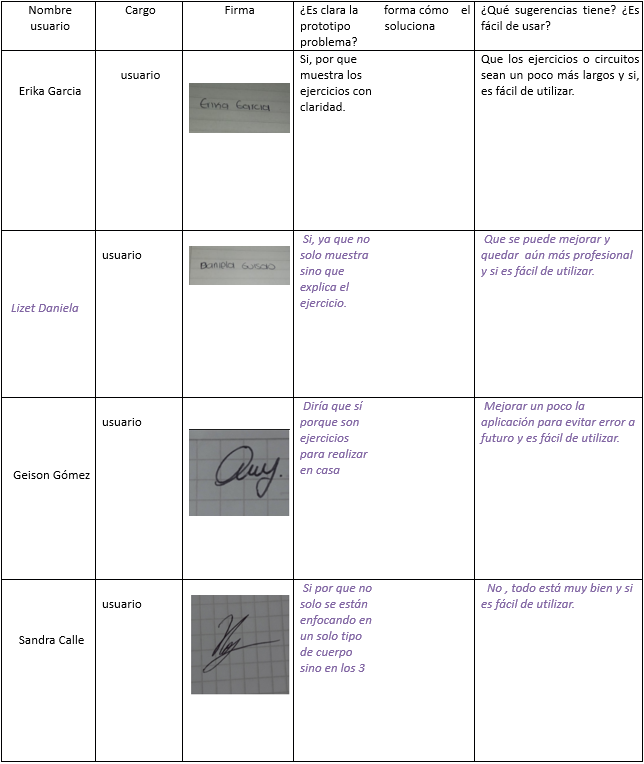 Nombre usuario
Cargo
Firma
¿Es clara la forma cómo el
prototipo soluciona
problema?
¿Qué sugerencias tiene? ¿Es
fácil de usar?
Erika Garcia
usuario
Erika Garcia
Si, por que
muestra los
ejercicios con
claridad.
Que los ejercicios o circuitos
sean un poco más largos y si,
es fácil de utilizar.
Lizet Daniela
usuario
Daniela
Si, ya que no
solo muestra
sino que
explica el
ejercicio.
Que se puede mejorar y
quedar aún más profesional
y si es fácil de utilizar.
Geison Gómez
usuario
Diría que sí
porque son
ejercicios
para realizar
en casa
Mejorar un poco la
aplicación para evitar error a
futuro y es fácil de utilizar.
Sandra Calle
usuario
Si por que no
solo se están
enfocando en
un solo tipo
de cuerpo
sino en los 3
No , todo está muy bien y si
es fácil de utilizar.